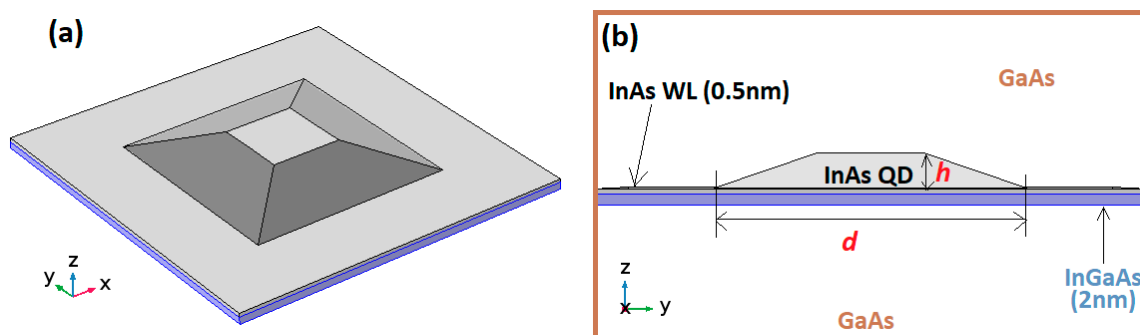 (a)
z
y
x
(b)
GaAs
InAs WL (0.5nm)
InAs QD
h
d
z
x
y
InGaAs
(2nm)
GaAs